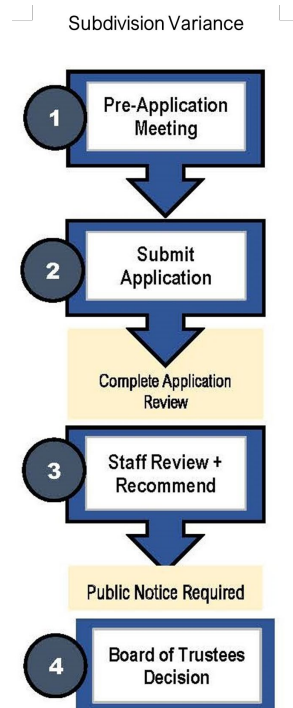 Subdivision Variance
1
Pre-Application
Meeting
2
Submit
Application
Complete Application
Review
3
Staff Review +
Recommend
Public Notice Required
4
Board of Trustees
Decision